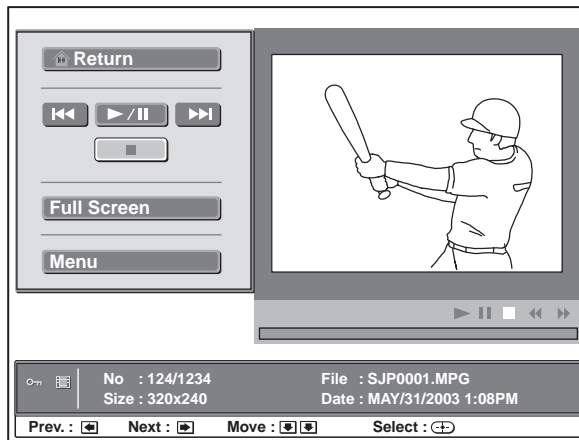 Return
Full Screen
Menu
No : 124/1234
File : SJP0001.MPG
Size : 320x240
Date : MAY/31/2003 1:08PM
Prev. : Next : Move : Select :